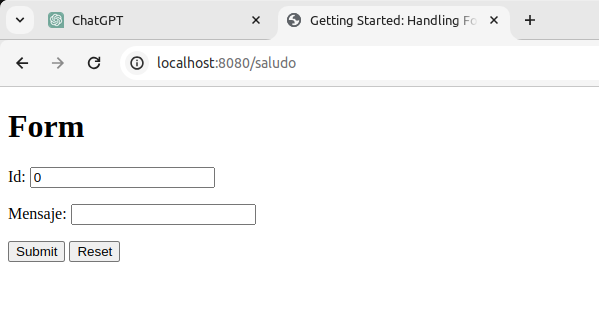 ChatGPT
Getting Started: Handling Fo
localhost:8080/saludo
Form
Id: 0
Mensaje:
Submit Reset